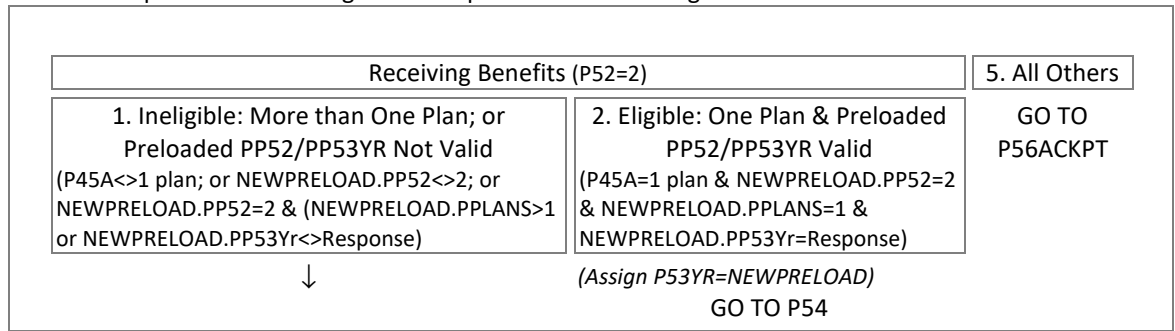 Receiving Benefits (P52=2)
5. All Others
1. Ineligible: More than One Plan; or
Preloaded PP52/PP53YR Not Valid
(P45A<>1 plan; or NEWPRELOAD.PP52<>2; or
NEWPRELOAD.PP52=2 & (NEWPRELOAD.PPLANS>1
or NEWPRELOAD.PP53Yr<>Response)
↓
2. Eligible: One Plan & Preloaded
PP52/PP53YR Valid
(P45A=1 plan & NEWPRELOAD.PP52=2
& NEWPRELOAD.PPLANS=1 &
NEWPRELOAD.PP53Yr=Response)
(Assign P53YR=NEWPRELOAD)
GO TO P54
GO TO
P56ACKPT